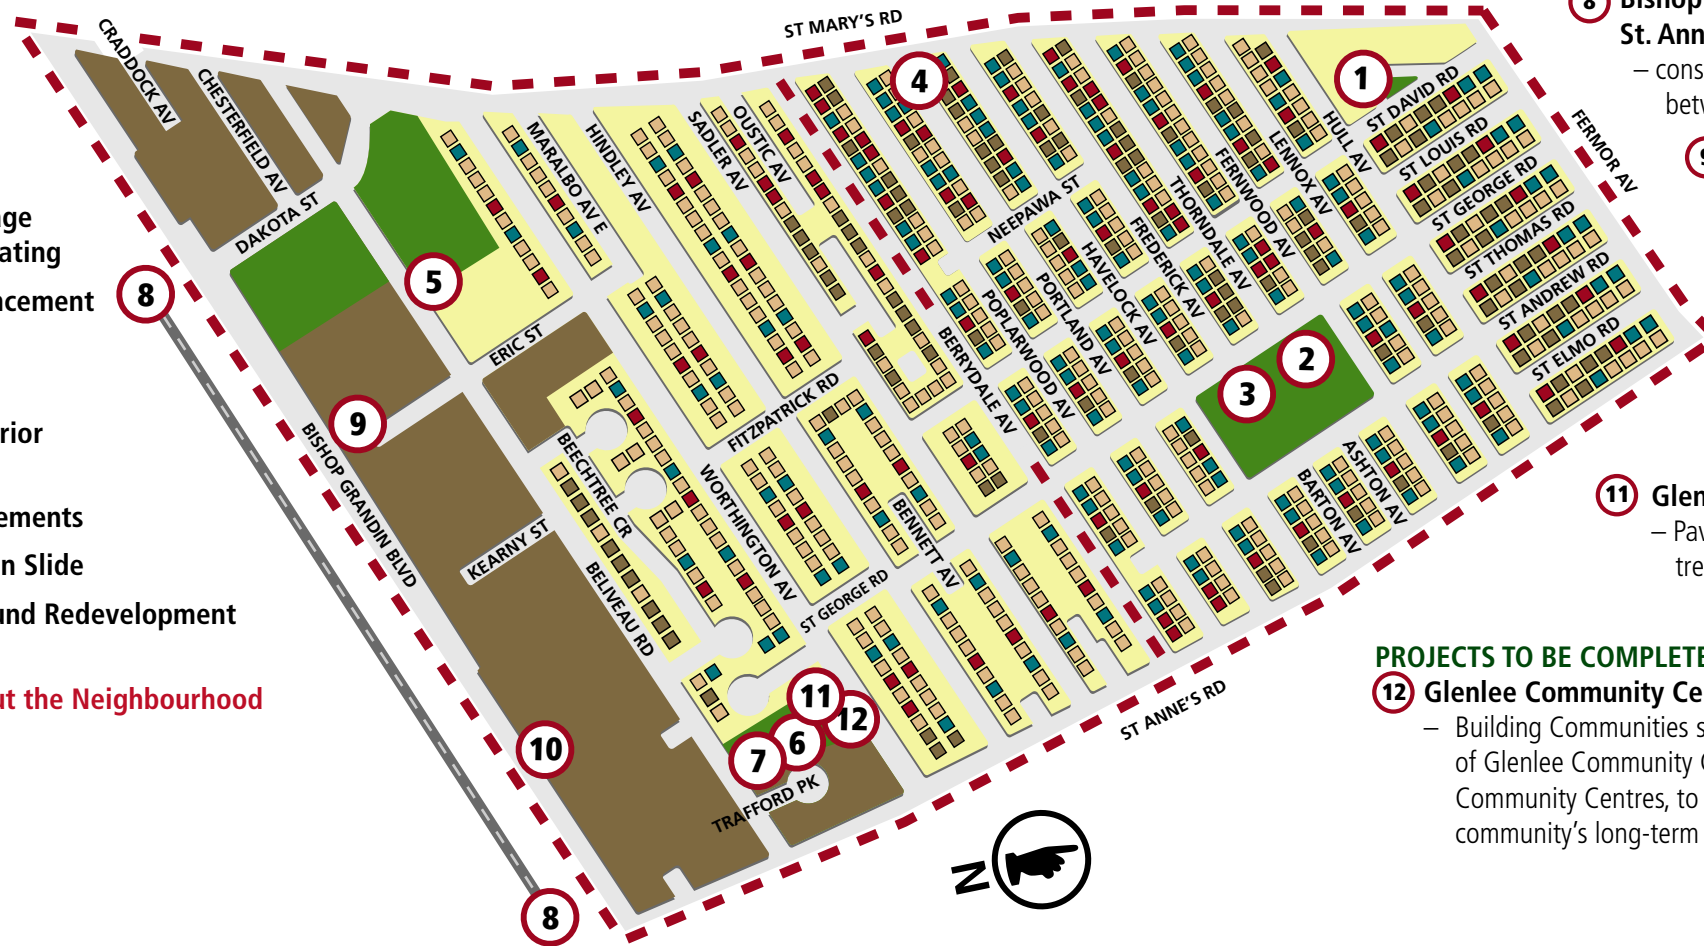 ge
ating
cement
rior
ements
n Slide
und Redevelopment
ut the Neighbourhood
ST MARY'S RD
CRADDOCK AV
CHESTERFIELD AV
DAKOTA ST
MARALBO AV E
HINDLEY AV
SADLER AV
OUSTIC AV
ERIC ST
FITZPATRICK RD
BEECHTREE CR
WORTHINGTON AV
KEARNY ST
BELIVEAU RD
BISHOP GRANDIN BLVD
ST GEORGE RD
BENNETT AV
TRAFFORD PK
BERRYDALE AV
POPLARWOOD AV
PORTLAND AV
HAVELOCK AV
FREDERICK AV
THORNDALE AV
FERNWOOD AV
LENNOX AV
HULL AV
NEEPAWA ST
ST DAVID RD
ST LOUIS RD
ST GEORGE RD
ST THOMAS RD
ST ANDREW RD
ST ELMO RD
FERMOR AV
ASHTON AV
BARTON AV
ST ANNE'S RD
1
2
3
4
5
6
7
8
8
9
10
11
12
N
8 Bishop
St. Ann
– cons
betv
9
11 Glen
– Pav
tre
PROJECTS TO BE COMPLETE
12 Glenlee Community Ce
– Building Communities s
of Glenlee Community C
Community Centres, to
community's long-term